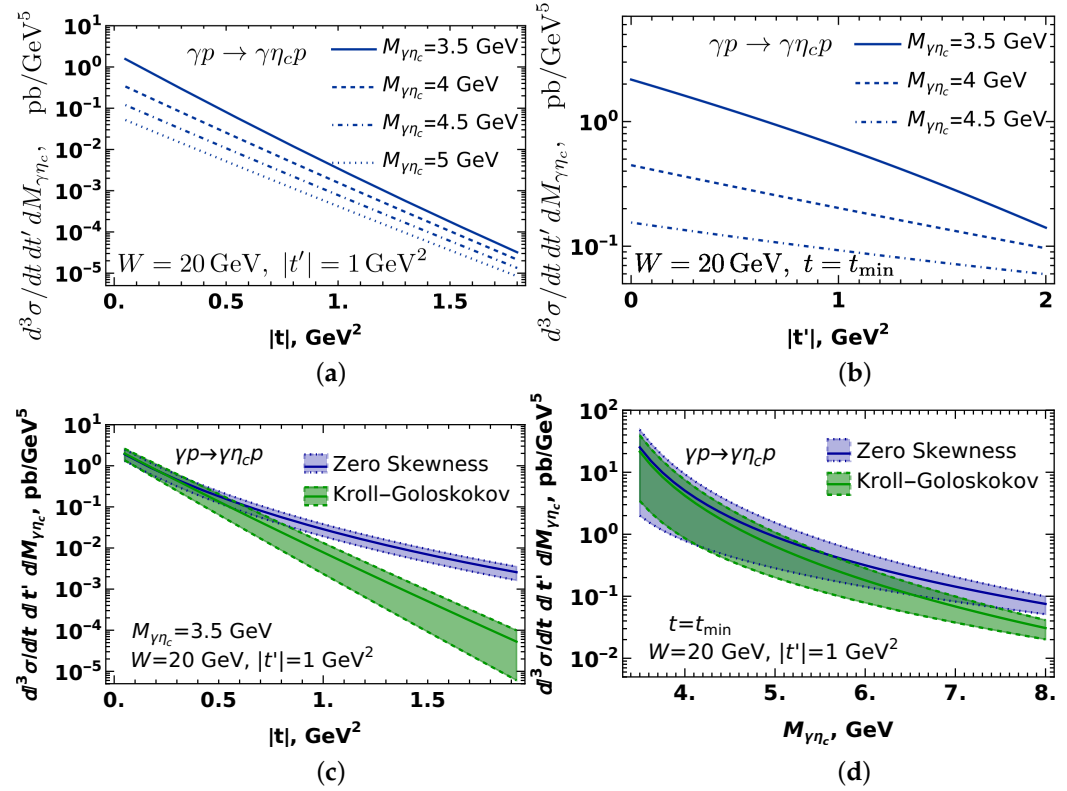 d³σ/dt dt′ dM_γη_c, pb/GeV⁵
10¹
10⁰
10⁻¹
10⁻²
10⁻³
10⁻⁴
10⁻⁵
γp → γη_c p
M_γη_c=3.5 GeV
M_γη_c=4 GeV
M_γη_c=4.5 GeV
M_γη_c=5 GeV
W = 20 GeV, |t′| = 1 GeV²
0. 0.5 1. 1.5
|t|, GeV²
(a)
d³σ/dt dt′ dM_γη_c, pb/GeV⁵
10⁰
10⁻¹
γp → γη_c p
M_γη_c=3.5 GeV
M_γη_c=4 GeV
M_γη_c=4.5 GeV
W = 20 GeV, t = t_min
0 1 2
|t'|, GeV²
(b)
d³σ/dt dt' dM_γη_c, pb/GeV⁵
10¹
10⁰
10⁻¹
10⁻²
10⁻³
10⁻⁴
10⁻⁵
γp→γη_c p
Zero Skewness
Kroll–Goloskokov
M_γη_c=3.5 GeV
W=20 GeV, |t'|=1 GeV²
0. 0.5 1. 1.5
|t|, GeV²
(c)
d³σ/dt dt' dM_γη_c, pb/GeV⁵
10²
10¹
10⁰
10⁻¹
10⁻²
γp→γη_c p
Zero Skewness
Kroll–Goloskokov
t=t_min
W=20 GeV, |t'|=1 GeV²
4. 5. 6. 7. 8.
M_γη_c, GeV
(d)